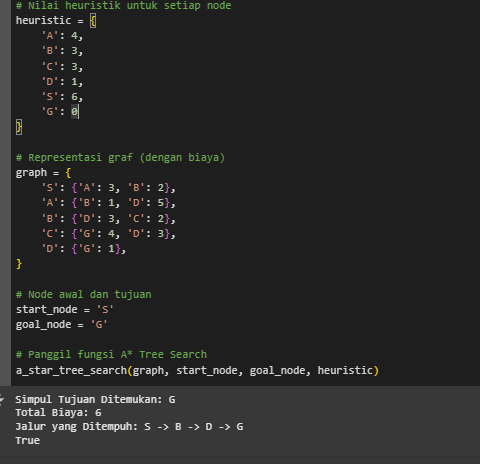 # Nilai heuristik untuk setiap node
heuristic = {
    'A': 4,
    'B': 3,
    'C': 3,
    'D': 1,
    'S': 6,
    'G': 0
}

# Representasi graf (dengan biaya)
graph = {
    'S': {'A': 3, 'B': 2},
    'A': {'B': 1, 'D': 5},
    'B': {'D': 3, 'C': 2},
    'C': {'G': 4, 'D': 3},
    'D': {'G': 1},
}

# Node awal dan tujuan
start_node = 'S'
goal_node = 'G'

# Panggil fungsi A* Tree Search
a_star_tree_search(graph, start_node, goal_node, heuristic)
Simpul Tujuan Ditemukan: G
Total Biaya: 6
Jalur yang Ditempuh: S -> B -> D -> G
True